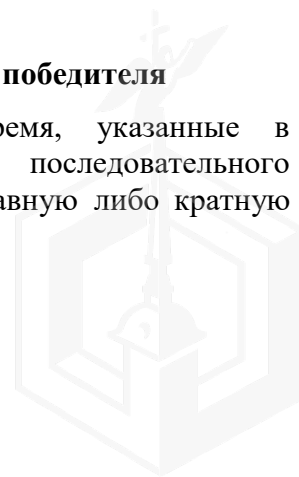 победителя
ремя, указанные в
последовательного
авную либо кратную